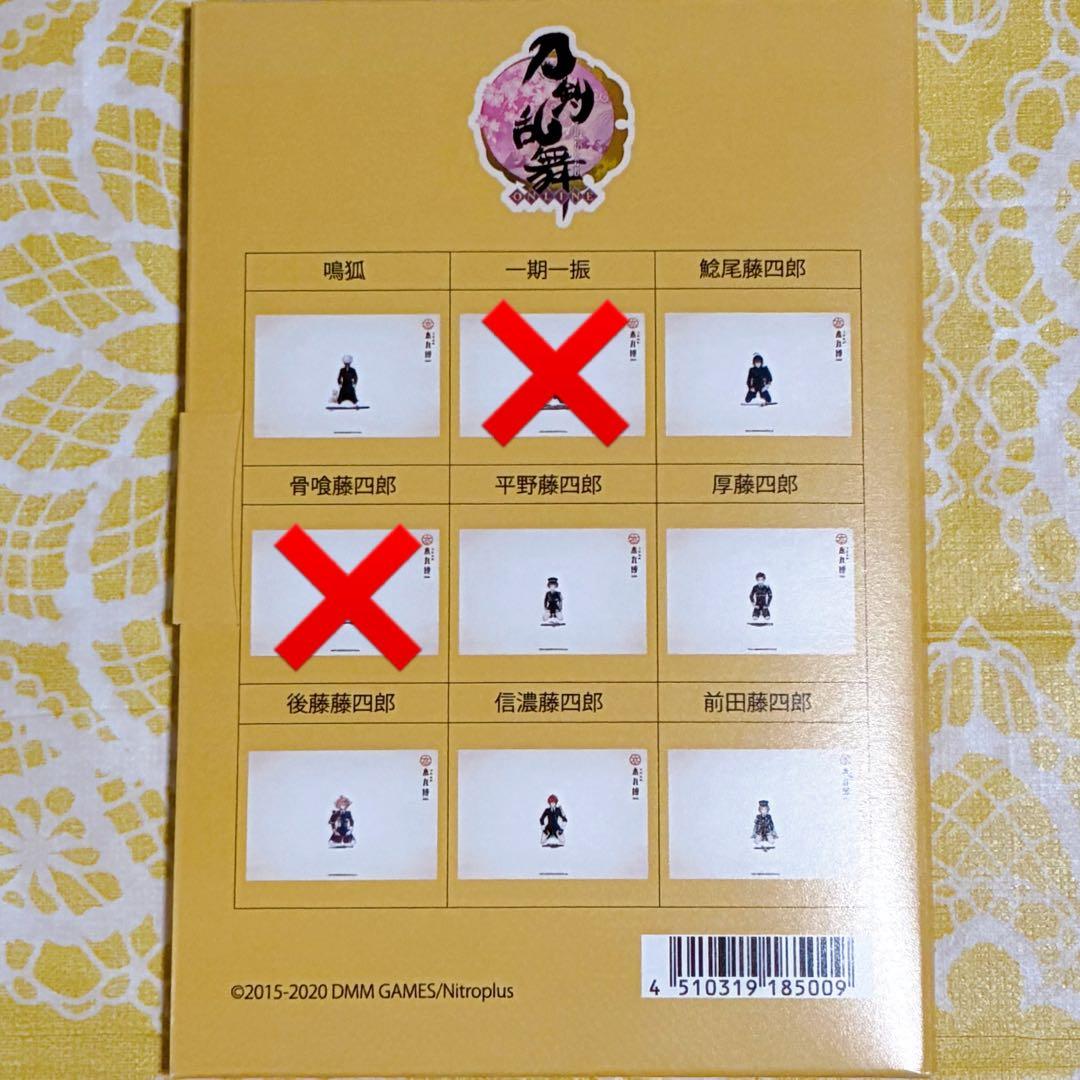 刀剣乱舞
ONLINE
鳴狐
一期一振
鯰尾藤四郎
骨喰藤四郎
平野藤四郎
厚藤四郎
後藤藤四郎
信濃藤四郎
前田藤四郎
©2015-2020 DMM GAMES/Nitroplus
4 510319 185009